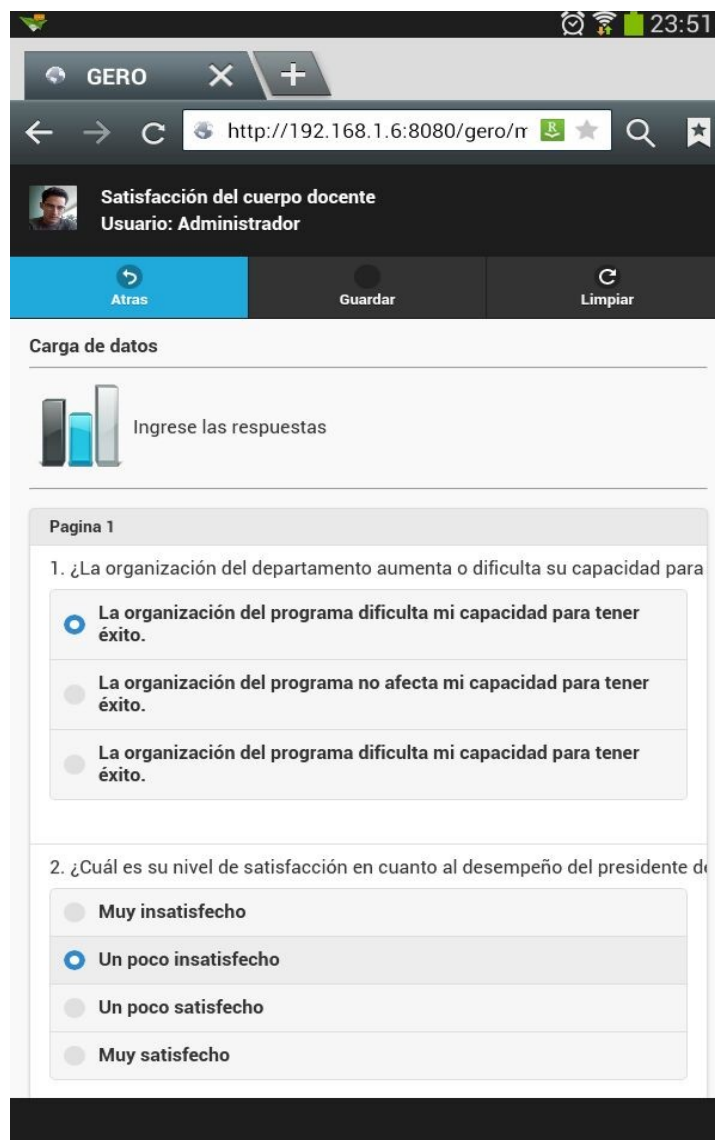 23:51
GERO
http://192.168.1.6:8080/gero/m
Satisfacción del cuerpo docente
Usuario: Administrador
Atras
Guardar
Limpiar
Carga de datos
Ingrese las respuestas
Pagina 1
1. ¿La organización del departamento aumenta o dificulta su capacidad para
La organización del programa dificulta mi capacidad para tener
éxito.
La organización del programa no afecta mi capacidad para tener
éxito.
La organización del programa dificulta mi capacidad para tener
éxito.
2. ¿Cuál es su nivel de satisfacción en cuanto al desempeño del presidente de
Muy insatisfecho
Un poco insatisfecho
Un poco satisfecho
Muy satisfecho